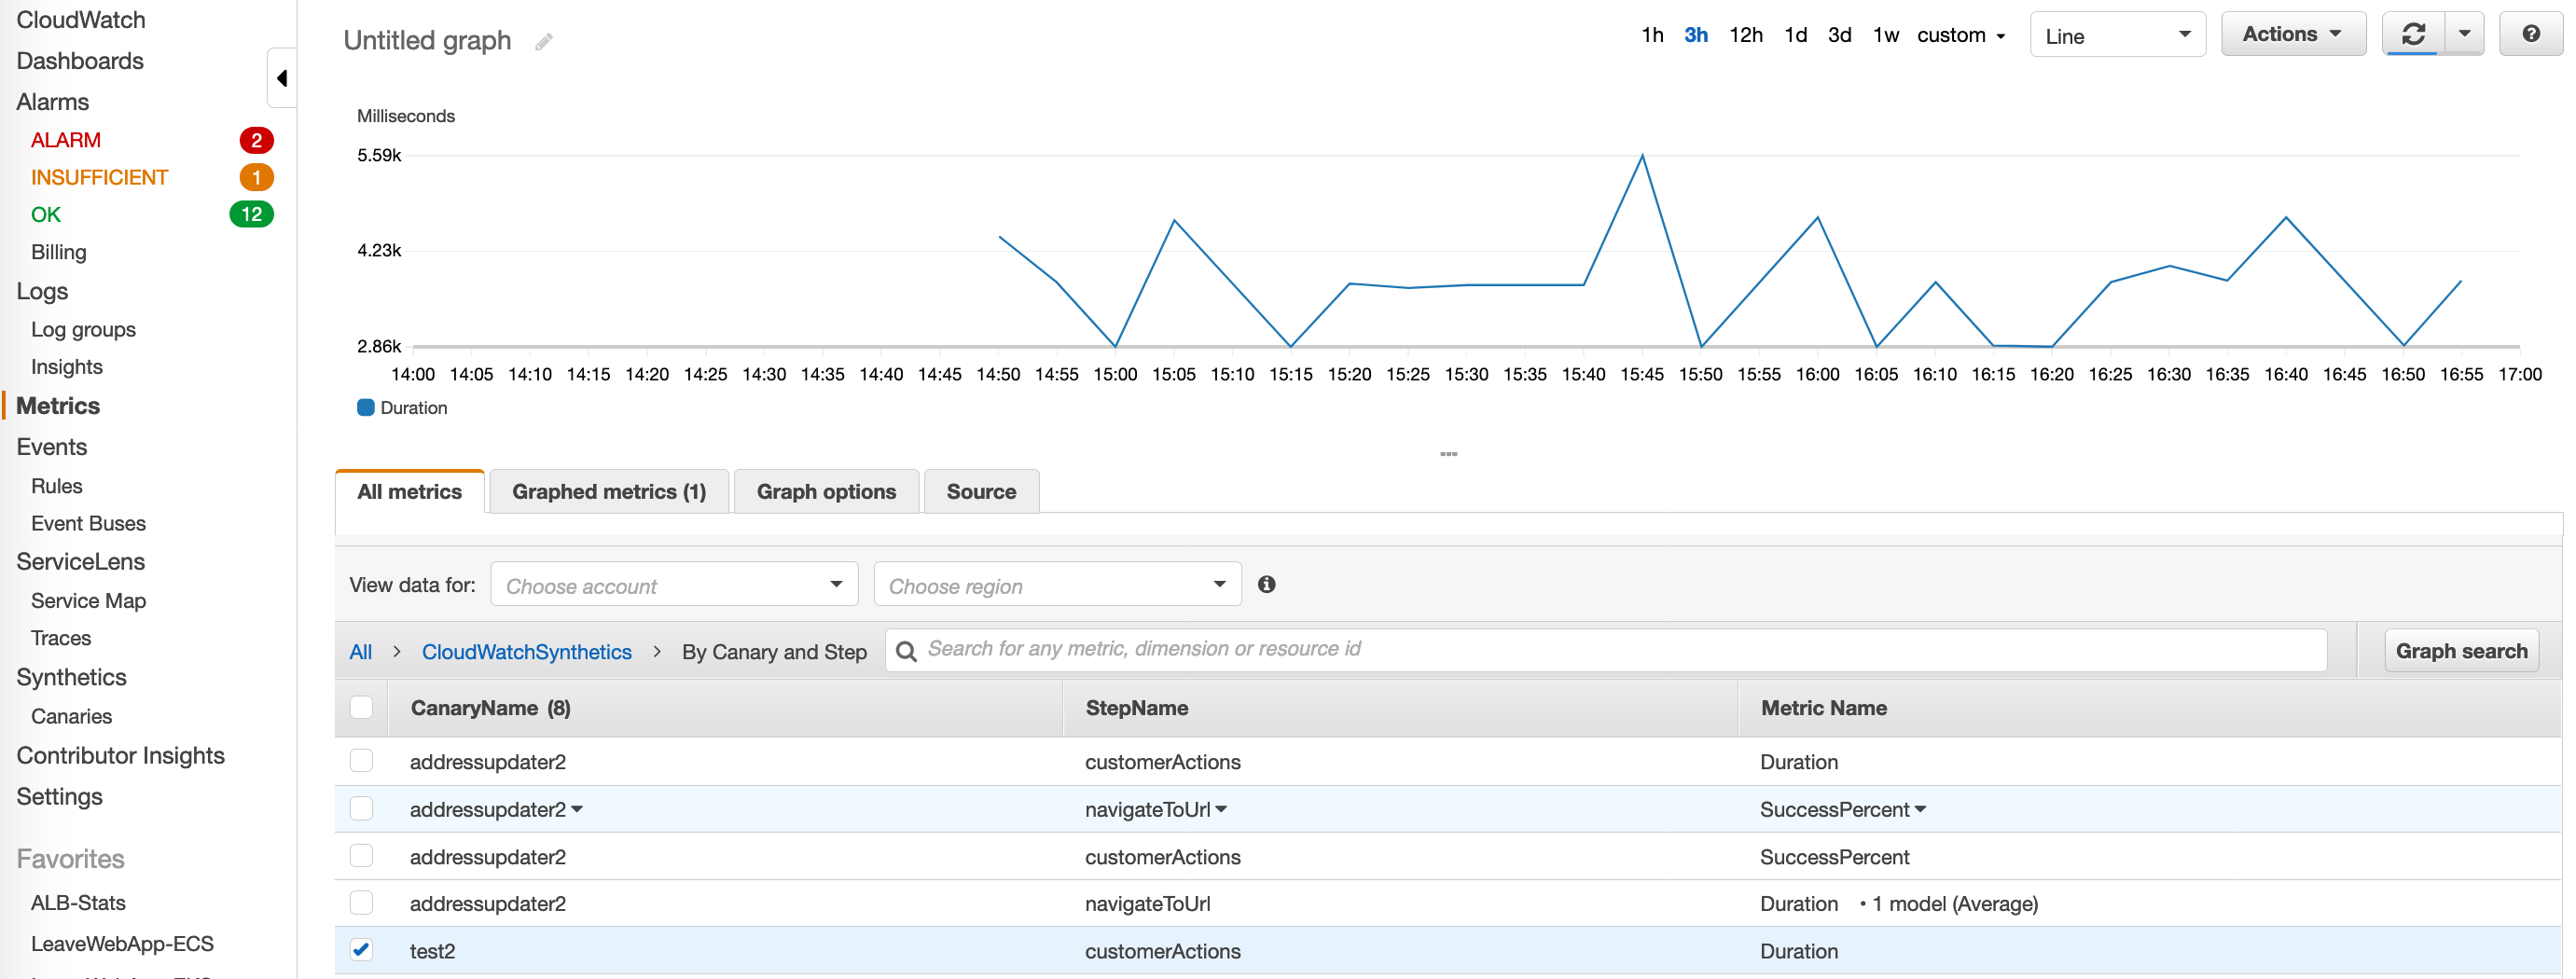 CloudWatch
Dashboards
Alarms
ALARM 2
INSUFFICIENT 1
OK 12
Billing
Logs
Log groups
Insights
Metrics
Events
Rules
Event Buses
ServiceLens
Service Map
Traces
Synthetics
Canaries
Contributor Insights
Settings
Favorites
ALB-Stats
LeaveWebApp-ECS
Untitled graph
1h 3h 12h 1d 3d 1w custom
Line
Actions
?
Milliseconds
5.59k
4.23k
2.86k
14:00 14:05 14:10 14:15 14:20 14:25 14:30 14:35 14:40 14:45 14:50 14:55 15:00 15:05 15:10 15:15 15:20 15:25 15:30 15:35 15:40 15:45 15:50 15:55 16:00 16:05 16:10 16:15 16:20 16:25 16:30 16:35 16:40 16:45 16:50 16:55 17:00
Duration
All metrics Graphed metrics (1) Graph options Source
View data for: Choose account Choose region
All > CloudWatchSynthetics > By Canary and Step Search for any metric, dimension or resource id Graph search
CanaryName (8) StepName Metric Name
addressupdater2 customerActions Duration
addressupdater2 navigateToUrl SuccessPercent
addressupdater2 customerActions SuccessPercent
addressupdater2 navigateToUrl Duration • 1 model (Average)
test2 customerActions Duration